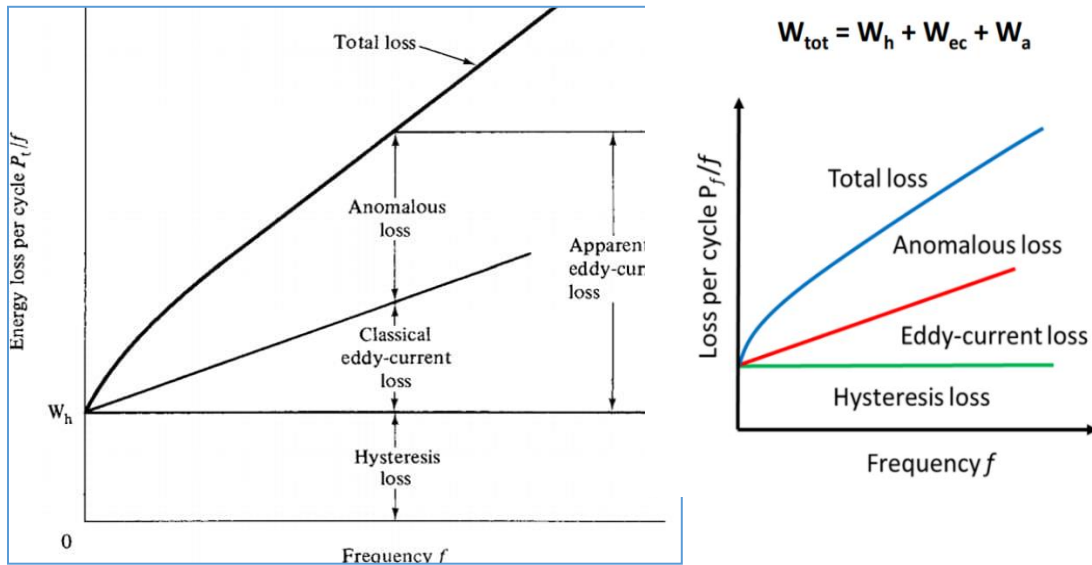 Total loss
Energy loss per cycle Pt/f
Anomalous
loss
Apparent
eddy-cur
loss
Classical
eddy-current
loss
Wh
Hysteresis
loss
0
Frequency f
Wtot = Wh + Wec + Wa
Loss per cycle Pf/f
Total loss
Anomalous loss
Eddy-current loss
Hysteresis loss
Frequency f